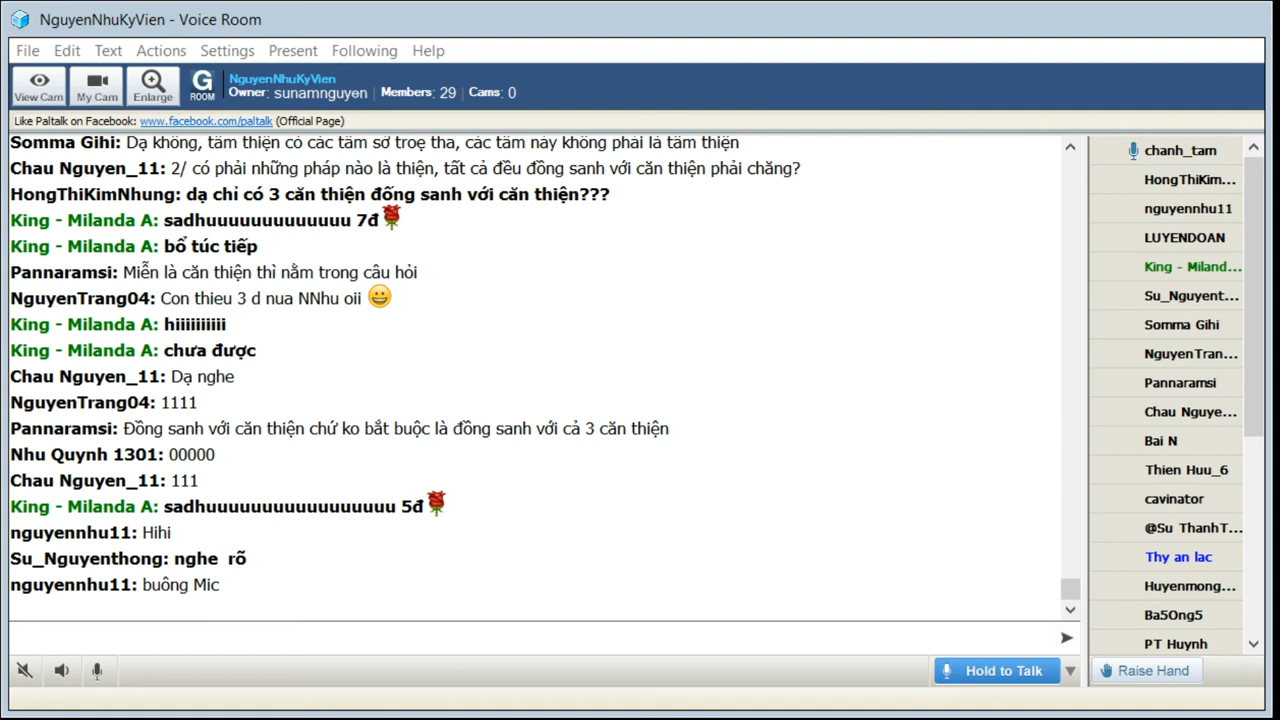 NguyenNhuKyVien - Voice Room
File Edit Text Actions Settings Present Following Help
View Cam My Cam Enlarge G ROOM NguyenNhuKyVien
Owner: sunamnguyen | Members: 29 | Cams: 0
Like Paltalk on Facebook: www.facebook.com/paltalk (Official Page)
Somma Gihi: Dạ không, tâm thiện có các tâm sở trợ tha, các tâm này không phải là tâm thiện
Chau Nguyen_11: 2/ có phải những pháp nào là thiện, tất cả đều đồng sanh với căn thiện phải chăng?
HongThiKimNhung: dạ chỉ có 3 căn thiện đống sanh với căn thiện???
King - Milanda A: sadhuuuuuuuuuuuuu 7đ
King - Milanda A: bổ túc tiếp
Pannaramsi: Miễn là căn thiện thì nằm trong câu hỏi
NguyenTrang04: Con thieu 3 d nua NNhu oii
King - Milanda A: hiiiiiiiiii
King - Milanda A: chưa được
Chau Nguyen_11: Dạ nghe
NguyenTrang04: 1111
Pannaramsi: Đồng sanh với căn thiện chứ ko bắt buộc là đồng sanh với cả 3 căn thiện
Nhu Quynh 1301: 00000
Chau Nguyen_11: 111
King - Milanda A: sadhuuuuuuuuuuuuuuuuu 5đ
nguyennhu11: Hihi
Su_Nguyenthong: nghe rõ
nguyennhu11: buông Mic
chanh_tam
HongThiKim...
nguyennhu11
LUYENDOAN
King - Miland...
Su_Nguyent...
Somma Gihi
NguyenTran...
Pannaramsi
Chau Nguye...
Bai N
Thien Huu_6
cavinator
@Su ThanhT...
Thy an lac
Huyenmong...
Ba5Ong5
PT Huynh
Hold to Talk
Raise Hand